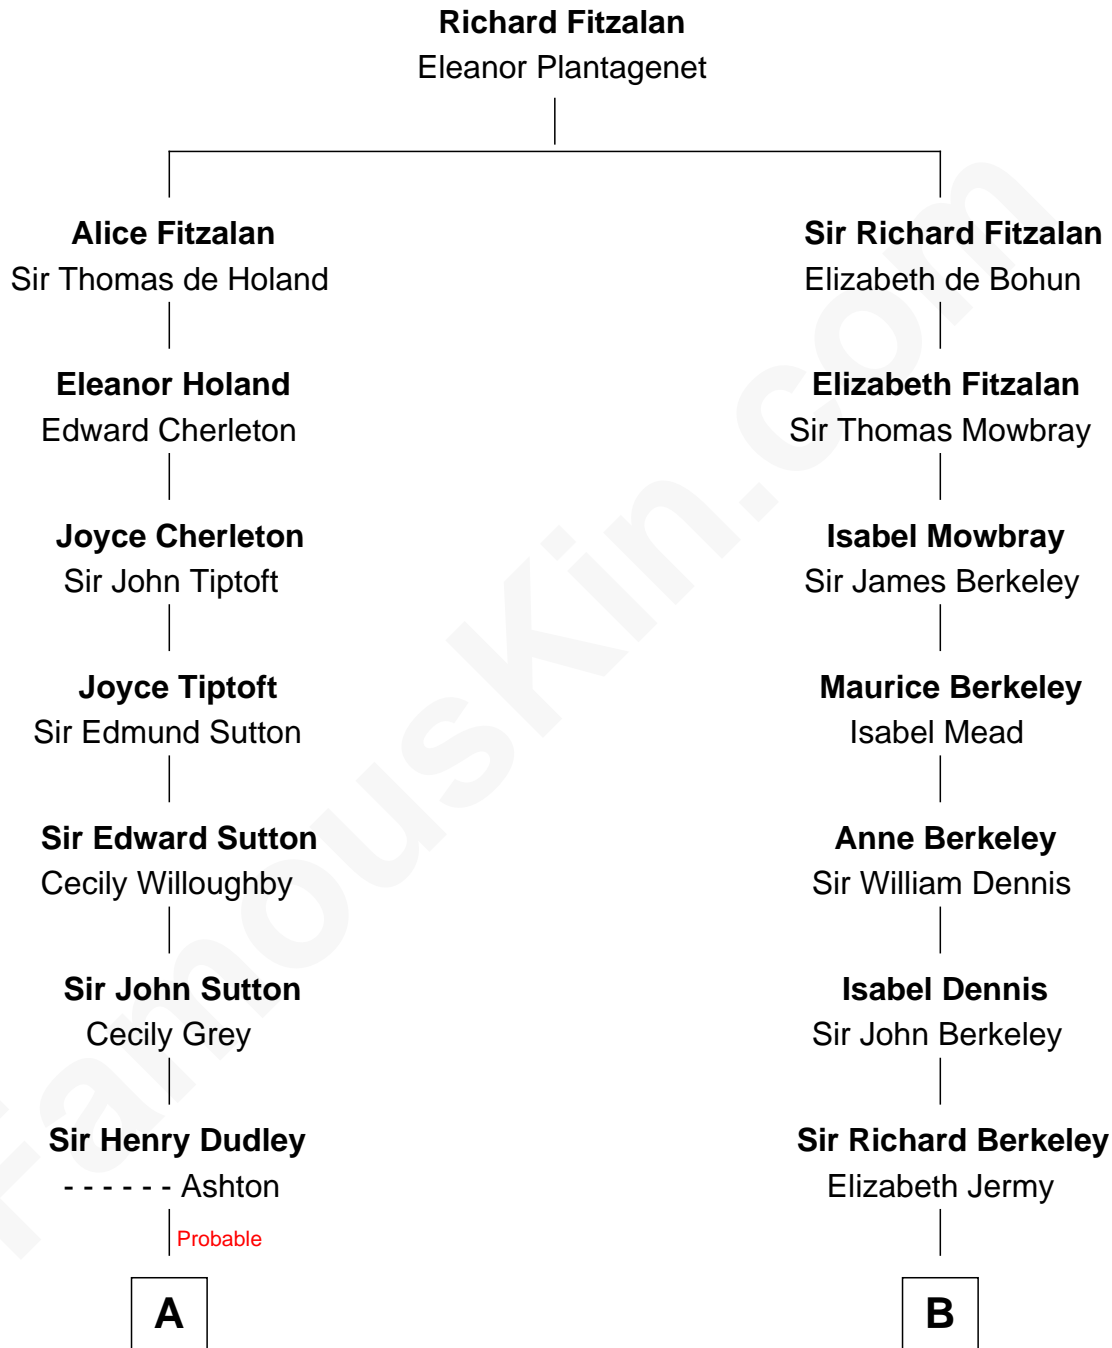 Richard Fitzalan
Eleanor Plantagenet
Alice Fitzalan
Sir Thomas de Holand
Sir Richard Fitzalan
Elizabeth de Bohun
Eleanor Holand
Edward Cherleton
Elizabeth Fitzalan
Sir Thomas Mowbray
Joyce Cherleton
Sir John Tiptoft
Isabel Mowbray
Sir James Berkeley
Joyce Tiptoft
Sir Edmund Sutton
Maurice Berkeley
Isabel Mead
Sir Edward Sutton
Cecily Willoughby
Anne Berkeley
Sir William Dennis
Sir John Sutton
Cecily Grey
Isabel Dennis
Sir John Berkeley
Sir Henry Dudley
- - - - - - Ashton
Sir Richard Berkeley
Elizabeth Jermy
Probable
A
B
FamousKin.com